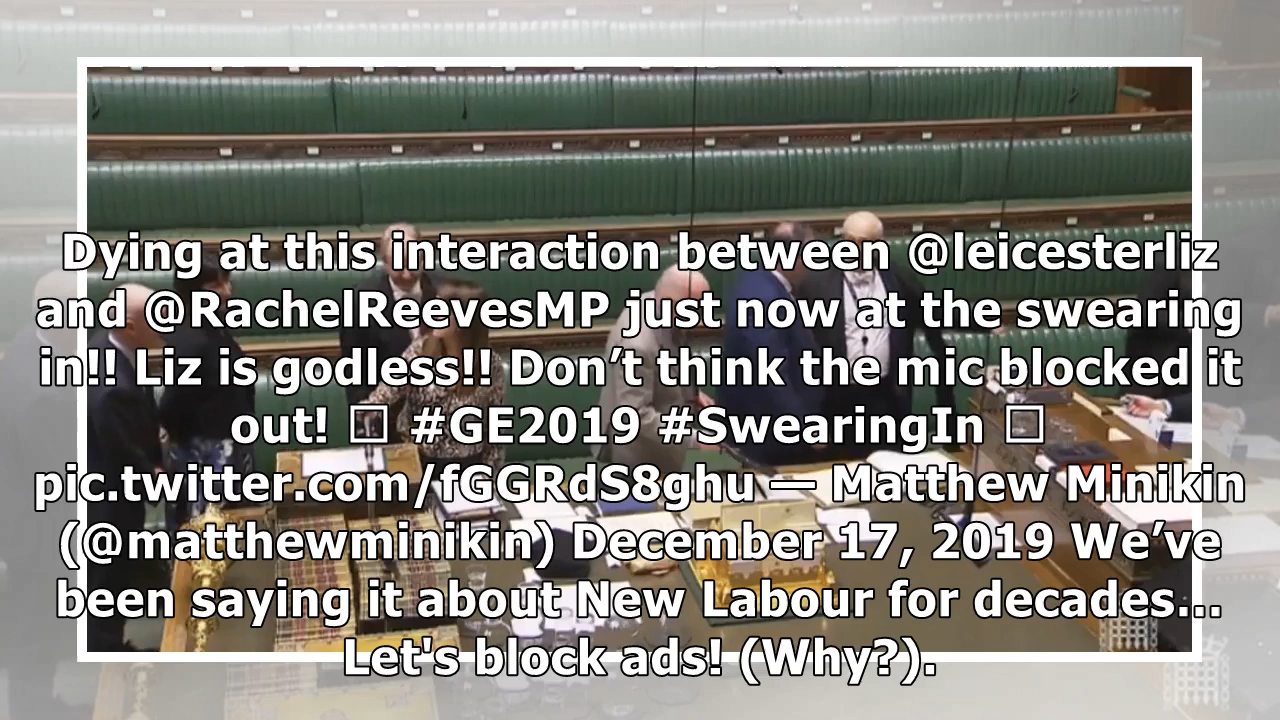 Dying at this interaction between @leicesterliz
and @RachelReevesMP just now at the swearing
in!! Liz is godless!! Don’t think the mic blocked it
out! □ #GE2019 #SwearingIn □
pic.twitter.com/fGGRdS8ghu — Matthew Minikin
(@matthewminikin) December 17, 2019 We’ve
been saying it about New Labour for decades...
Let's block ads! (Why?).